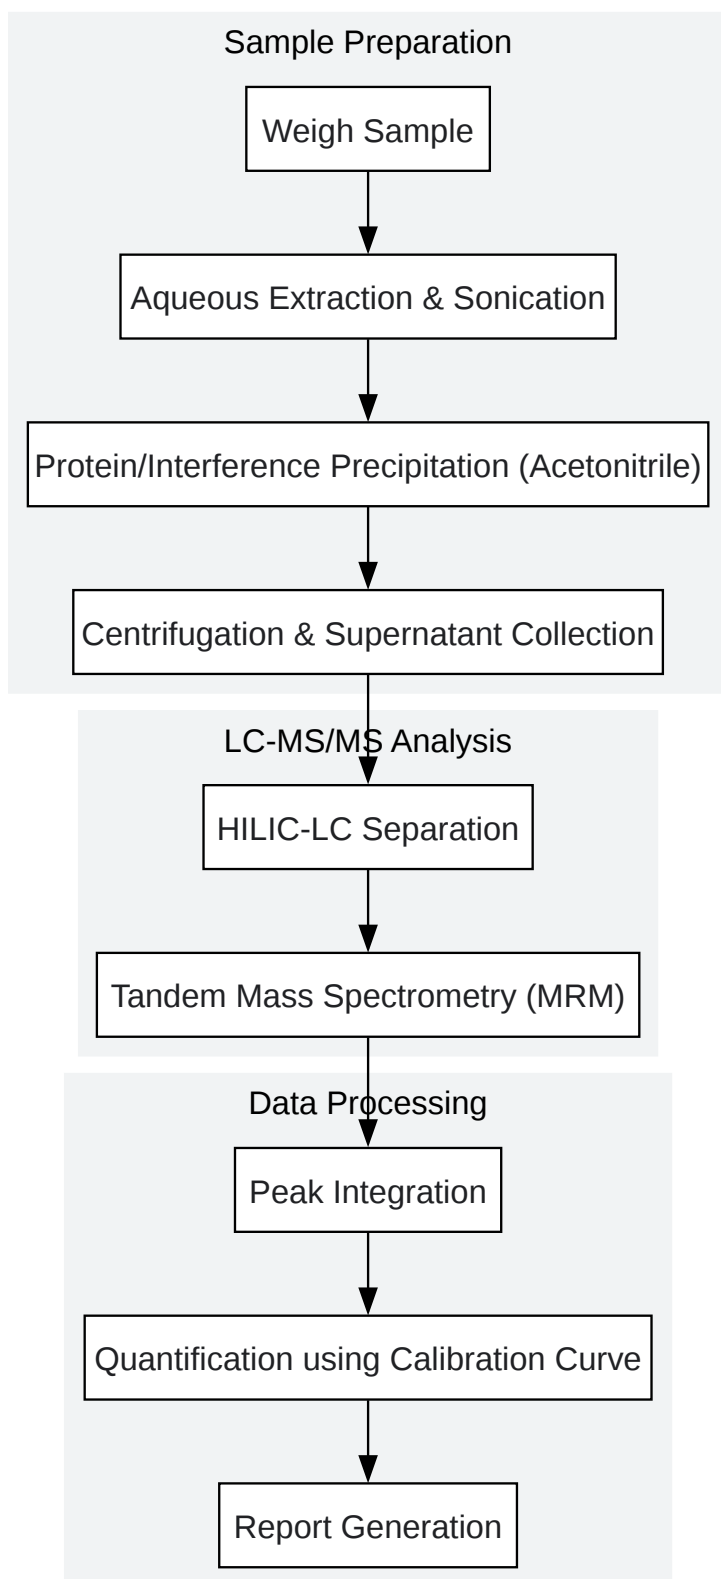 Sample Preparation
Weigh Sample
Aqueous Extraction & Sonication
Protein/Interference Precipitation (Acetonitrile)
Centrifugation & Supernatant Collection
LC-MS/MS Analysis
HILIC-LC Separation
Tandem Mass Spectrometry (MRM)
Data Processing
Peak Integration
Quantification using Calibration Curve
Report Generation